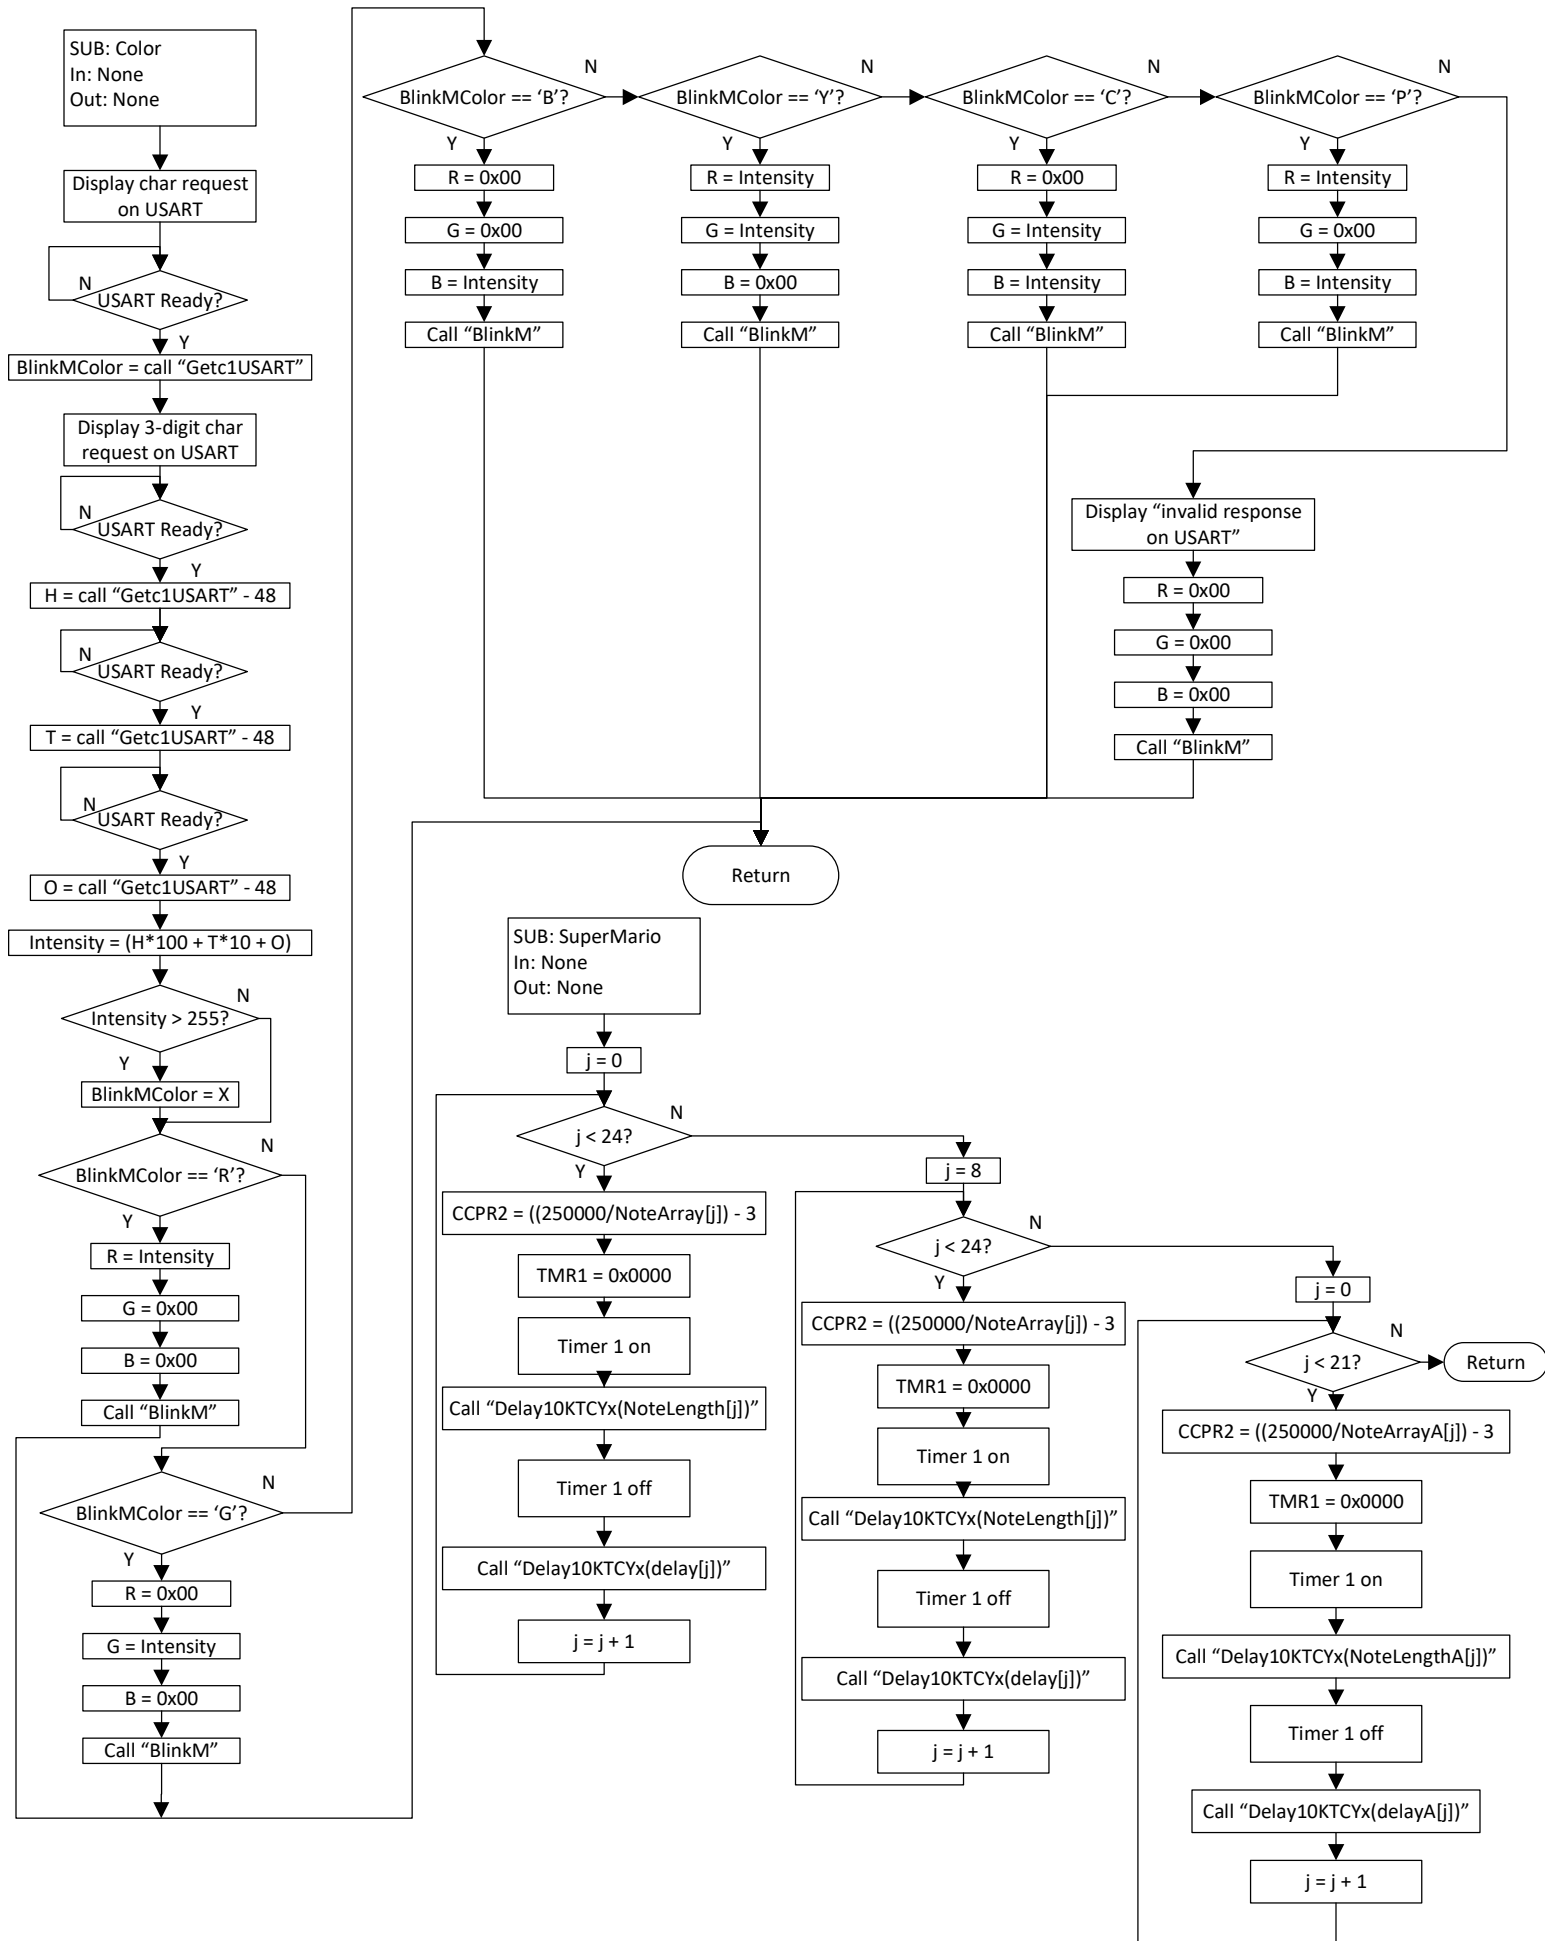 SUB: Color
In: None
Out: None
Display char request
on USART
N
USART Ready?
Y
BlinkMColor = call “Getc1USART”
Display 3-digit char
request on USART
N
USART Ready?
Y
H = call “Getc1USART” - 48
N
USART Ready?
Y
T = call “Getc1USART” - 48
N
USART Ready?
Y
O = call “Getc1USART” - 48
Intensity = (H*100 + T*10 + O)
N
Intensity > 255?
Y
BlinkMColor = X
N
BlinkMColor == ‘R’?
Y
R = Intensity
G = 0x00
B = 0x00
Call “BlinkM”
N
BlinkMColor == ‘G’?
Y
R = 0x00
G = Intensity
B = 0x00
Call “BlinkM”
N
BlinkMColor == ‘B’?
Y
R = 0x00
G = 0x00
B = Intensity
Call “BlinkM”
N
BlinkMColor == ‘Y’?
Y
R = Intensity
G = Intensity
B = 0x00
Call “BlinkM”
N
BlinkMColor == ‘C’?
Y
R = 0x00
G = Intensity
B = Intensity
Call “BlinkM”
N
BlinkMColor == ‘P’?
Y
R = Intensity
G = 0x00
B = Intensity
Call “BlinkM”
Display “invalid response
on USART”
R = 0x00
G = 0x00
B = 0x00
Call “BlinkM”
Return
SUB: SuperMario
In: None
Out: None
j = 0
N
j < 24?
Y
CCPR2 = ((250000/NoteArray[j]) - 3
TMR1 = 0x0000
Timer 1 on
Call “Delay10KTCYx(NoteLength[j])”
Timer 1 off
Call “Delay10KTCYx(delay[j])”
j = j + 1
j = 8
N
j < 24?
Y
CCPR2 = ((250000/NoteArray[j]) - 3
TMR1 = 0x0000
Timer 1 on
Call “Delay10KTCYx(NoteLength[j])”
Timer 1 off
Call “Delay10KTCYx(delay[j])”
j = j + 1
j = 0
N
j < 21?
Return
Y
CCPR2 = ((250000/NoteArrayA[j]) - 3
TMR1 = 0x0000
Timer 1 on
Call “Delay10KTCYx(NoteLengthA[j])”
Timer 1 off
Call “Delay10KTCYx(delayA[j])”
j = j + 1